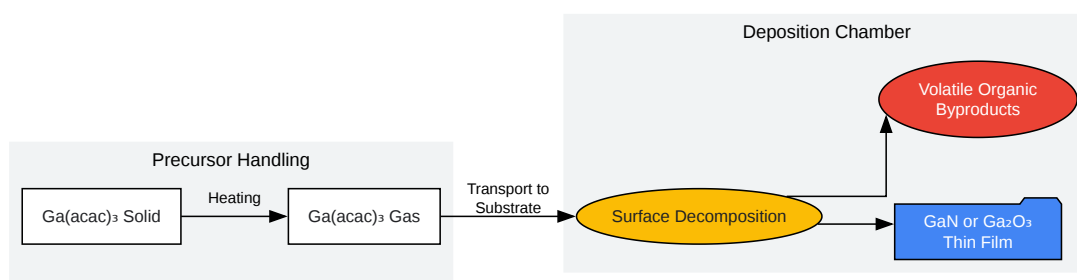 Deposition Chamber
Volatile Organic
Byproducts
Precursor Handling
Ga(acac)₃ Solid
Heating
Ga(acac)₃ Gas
Transport to
Substrate
Surface Decomposition
GaN or Ga₂O₃
Thin Film